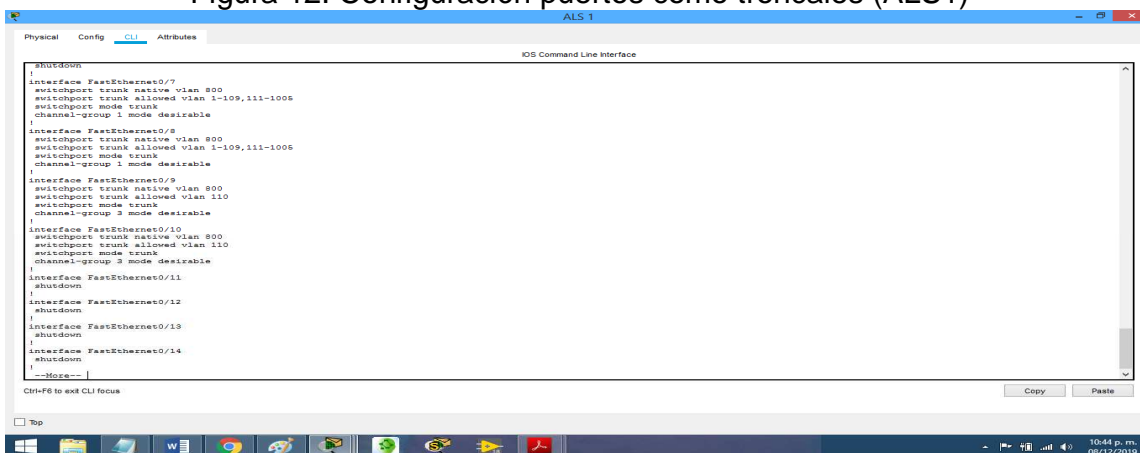 Figura 12. Configuración puertos como troncales (ALS1)
ALS 1
Physical Config CLI Attributes
IOS Command Line Interface
shutdown
!
interface FastEthernet0/7
switchport trunk native vlan 800
switchport trunk allowed vlan 1-109,111-1005
switchport mode trunk
channel-group 1 mode desirable
!
interface FastEthernet0/8
switchport trunk native vlan 800
switchport trunk allowed vlan 1-109,111-1005
switchport mode trunk
channel-group 1 mode desirable
!
interface FastEthernet0/9
switchport trunk native vlan 800
switchport trunk allowed vlan 110
switchport mode trunk
channel-group 3 mode desirable
!
interface FastEthernet0/10
switchport trunk native vlan 800
switchport trunk allowed vlan 110
switchport mode trunk
channel-group 3 mode desirable
!
interface FastEthernet0/11
shutdown
!
interface FastEthernet0/12
shutdown
!
interface FastEthernet0/13
shutdown
!
interface FastEthernet0/14
shutdown
!
--More--
Ctrl+F6 to exit CLI focus
Copy Paste
Top
10:44 p. m.
08/12/2019